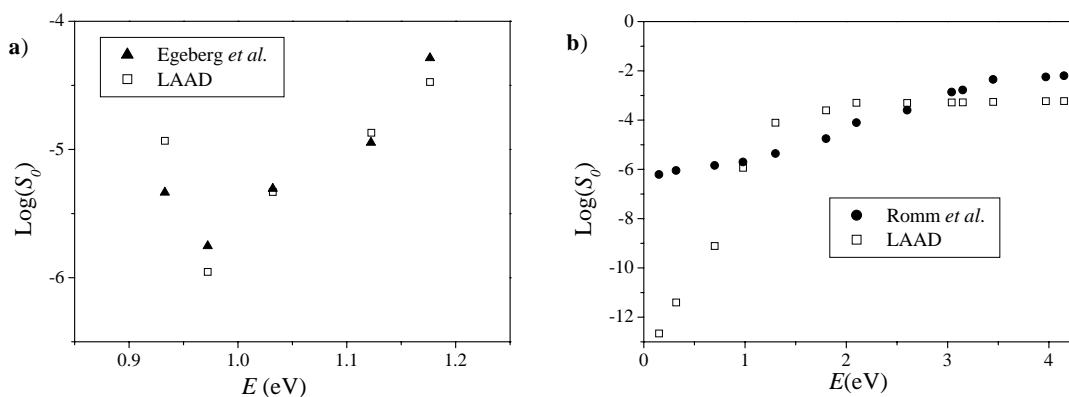 a)
-4
-5
-6
Log(S0)
Egeberg et al.
LAAD
0.9 1.0 1.1 1.2
E (eV)
b)
0
-2
-4
-6
-8
-10
-12
Log(S0)
Romm et al.
LAAD
0 1 2 3 4
E(eV)